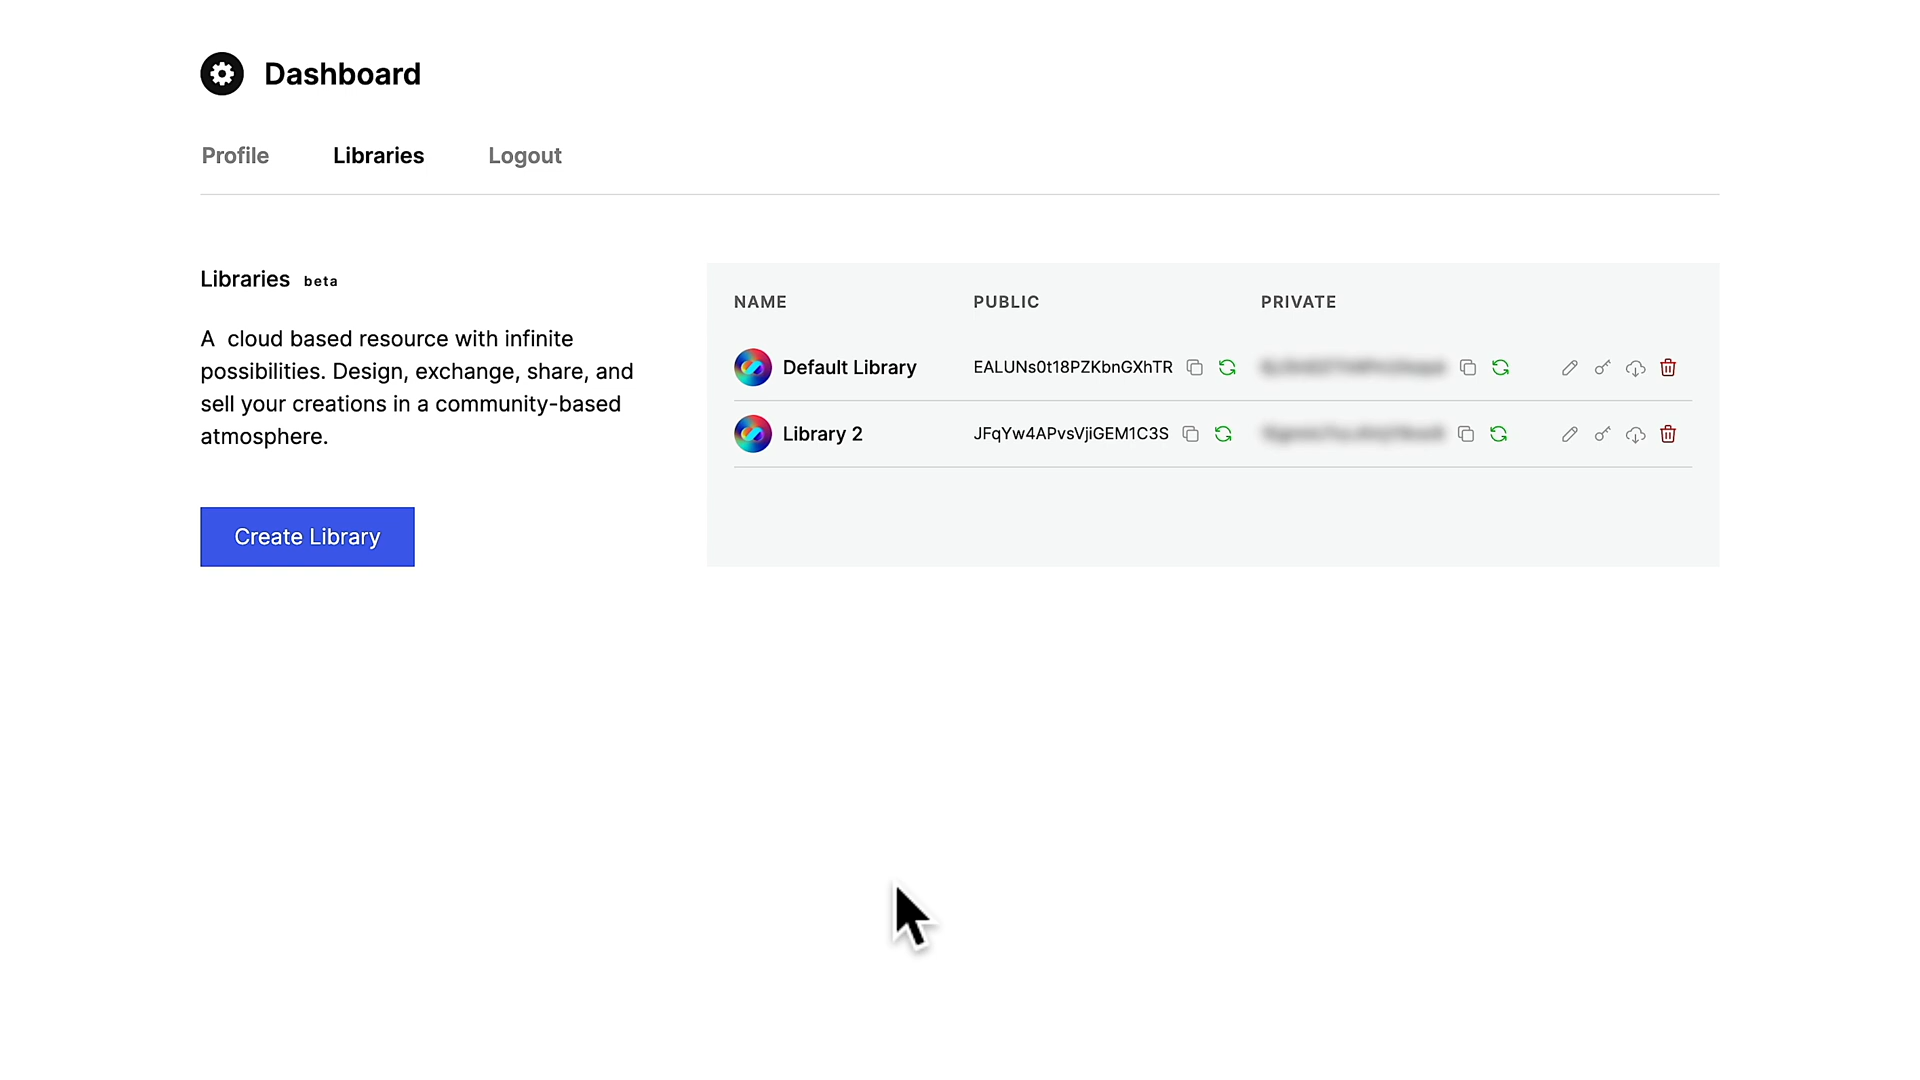 Dashboard
Profile Libraries Logout
Libraries beta
A cloud based resource with infinite
possibilities. Design, exchange, share, and
sell your creations in a community-based
atmosphere.
Create Library
NAME PUBLIC PRIVATE
Default Library EALUNs0t18PZKbnGXhTR
Library 2 JFqYw4APvsVjiGEM1C3S